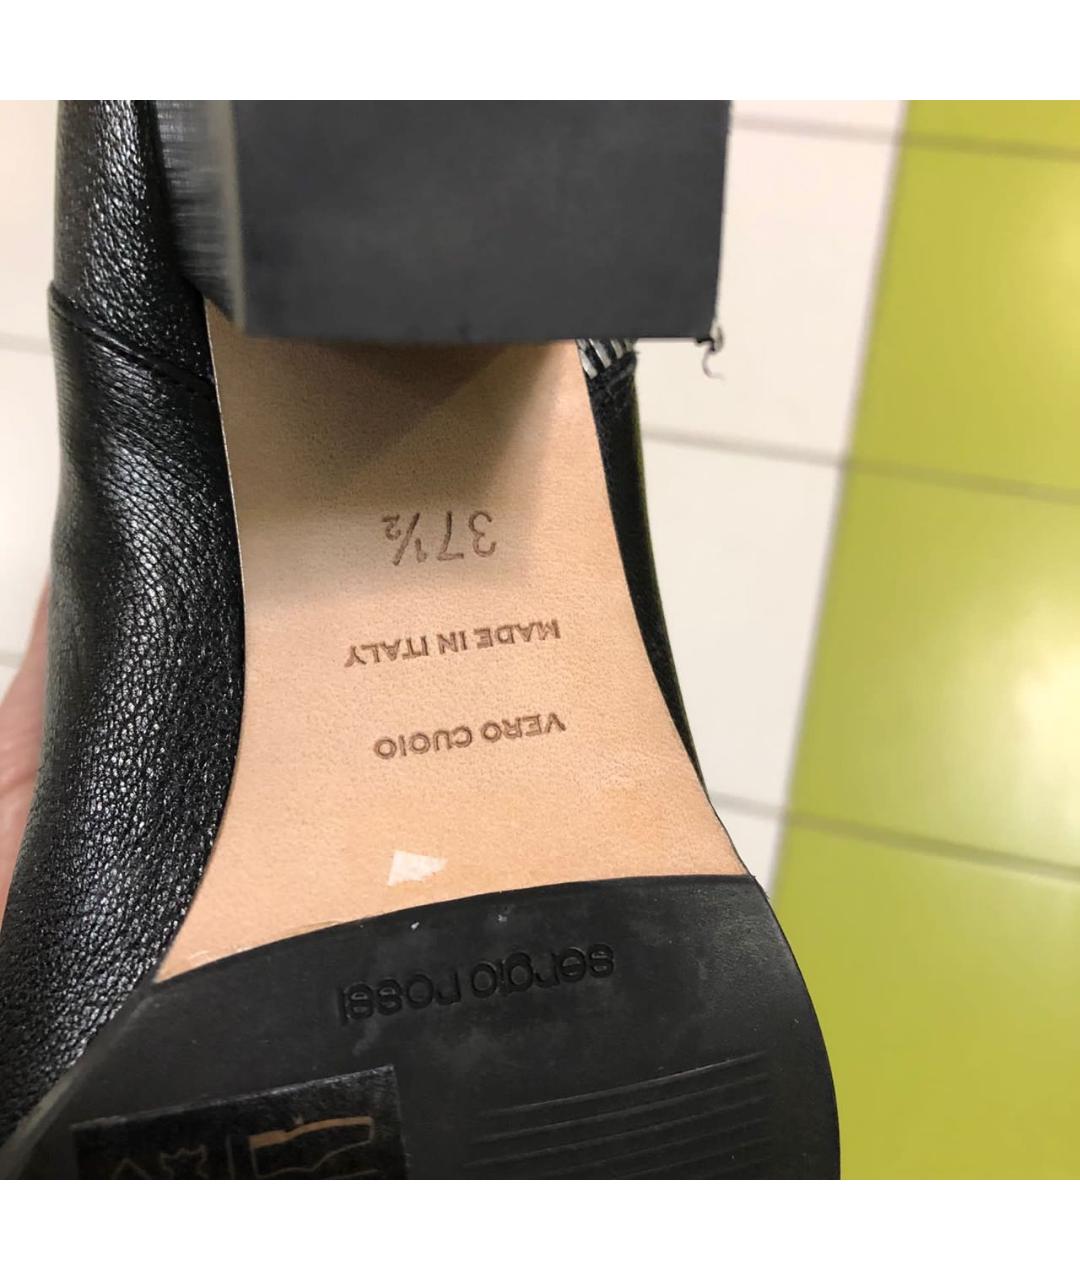 sergio rossi
VERO CUOIO
MADE IN ITALY
37½